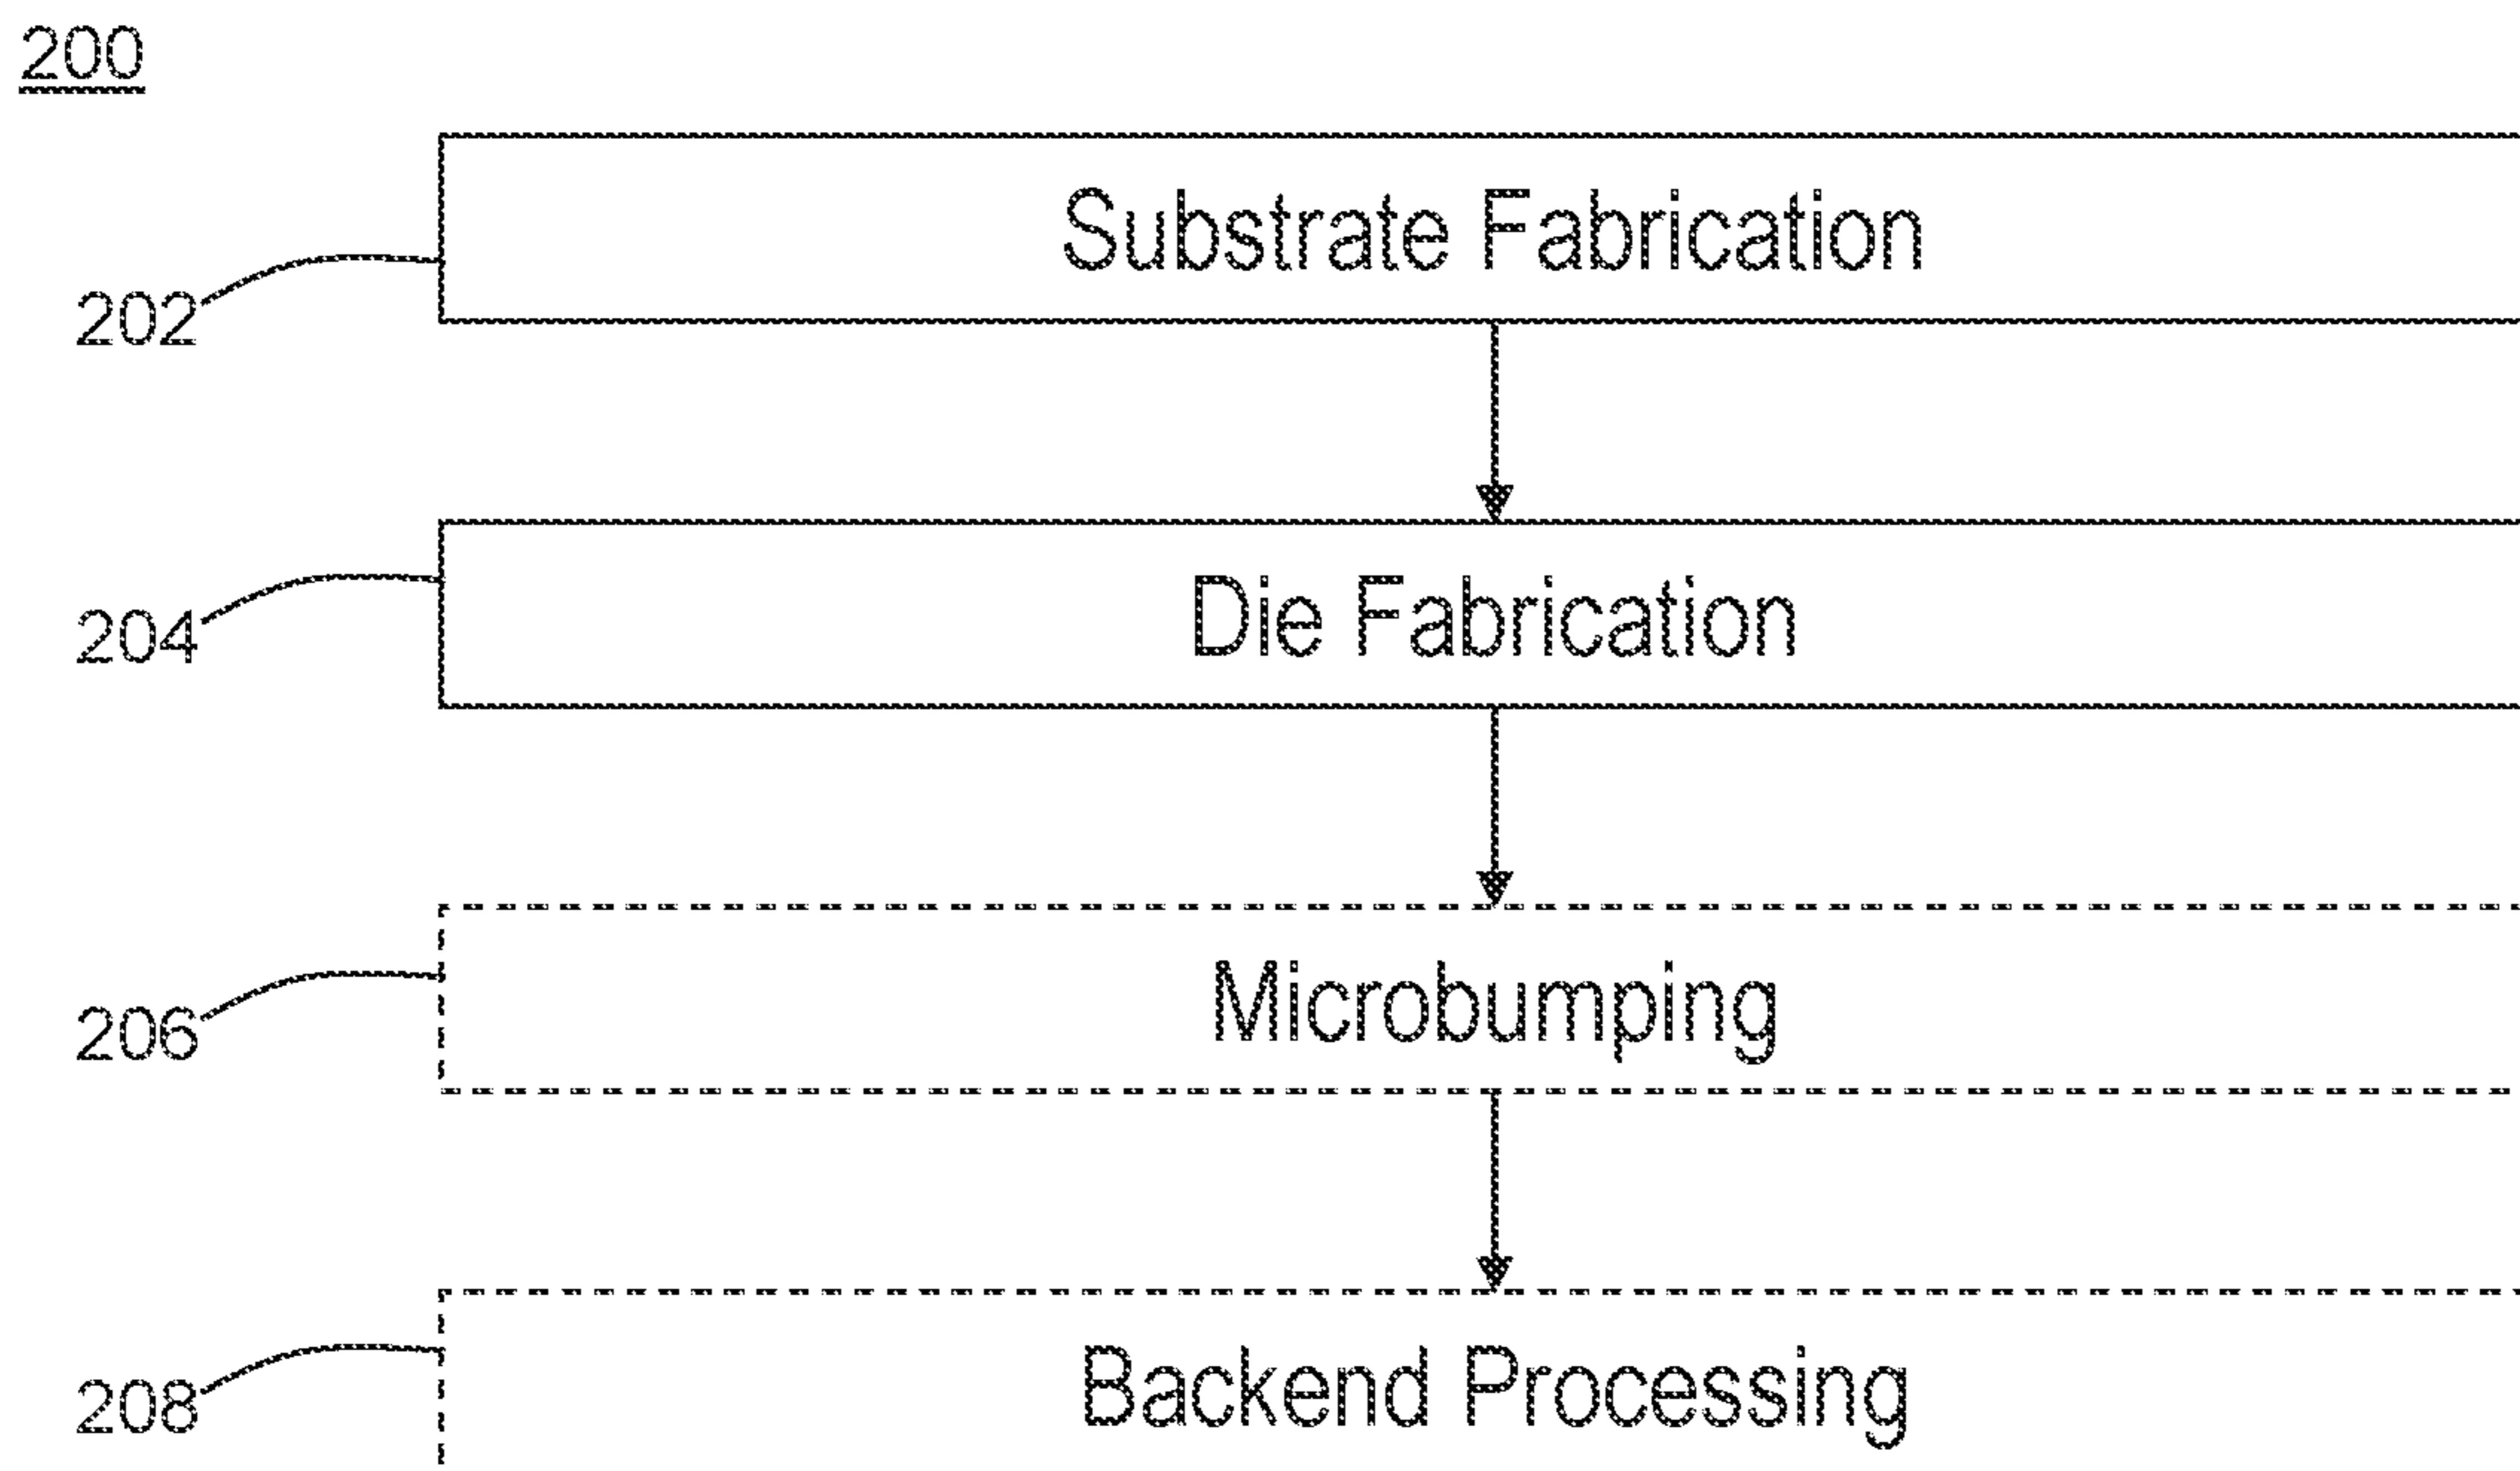 200
Substrate Fabrication
202
Die Fabrication
204
Microbumping
206
Backend Processing
208